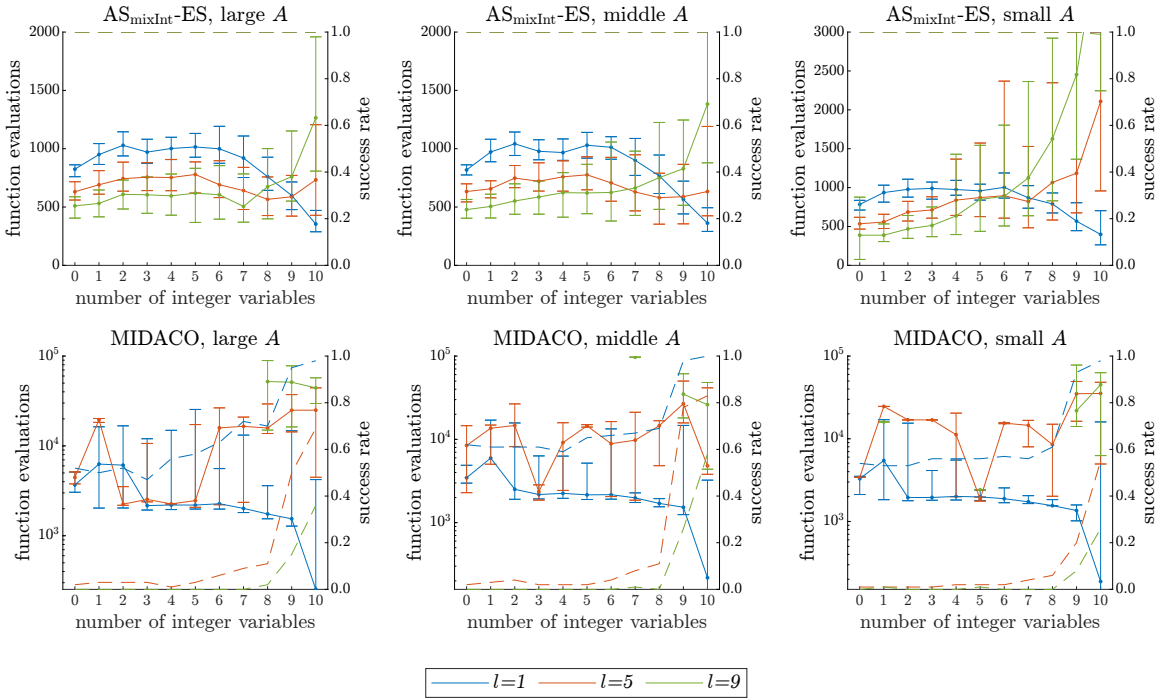 AS_mixInt-ES, large A
2000
1500
1000
500
0
function evaluations
1.0
0.8
0.6
0.4
0.2
0.0
success rate
0 1 2 3 4 5 6 7 8 9 10
number of integer variables
AS_mixInt-ES, middle A
2000
1500
1000
500
0
function evaluations
1.0
0.8
0.6
0.4
0.2
0.0
success rate
0 1 2 3 4 5 6 7 8 9 10
number of integer variables
AS_mixInt-ES, small A
3000
2500
2000
1500
1000
500
0
function evaluations
1.0
0.8
0.6
0.4
0.2
0.0
success rate
0 1 2 3 4 5 6 7 8 9 10
number of integer variables
MIDACO, large A
10^5
10^4
10^3
function evaluations
1.0
0.8
0.6
0.4
0.2
0.0
success rate
0 1 2 3 4 5 6 7 8 9 10
number of integer variables
MIDACO, middle A
10^5
10^4
10^3
function evaluations
1.0
0.8
0.6
0.4
0.2
0.0
success rate
0 1 2 3 4 5 6 7 8 9 10
number of integer variables
MIDACO, small A
10^5
10^4
10^3
function evaluations
1.0
0.8
0.6
0.4
0.2
0.0
success rate
0 1 2 3 4 5 6 7 8 9 10
number of integer variables
l=1 l=5 l=9